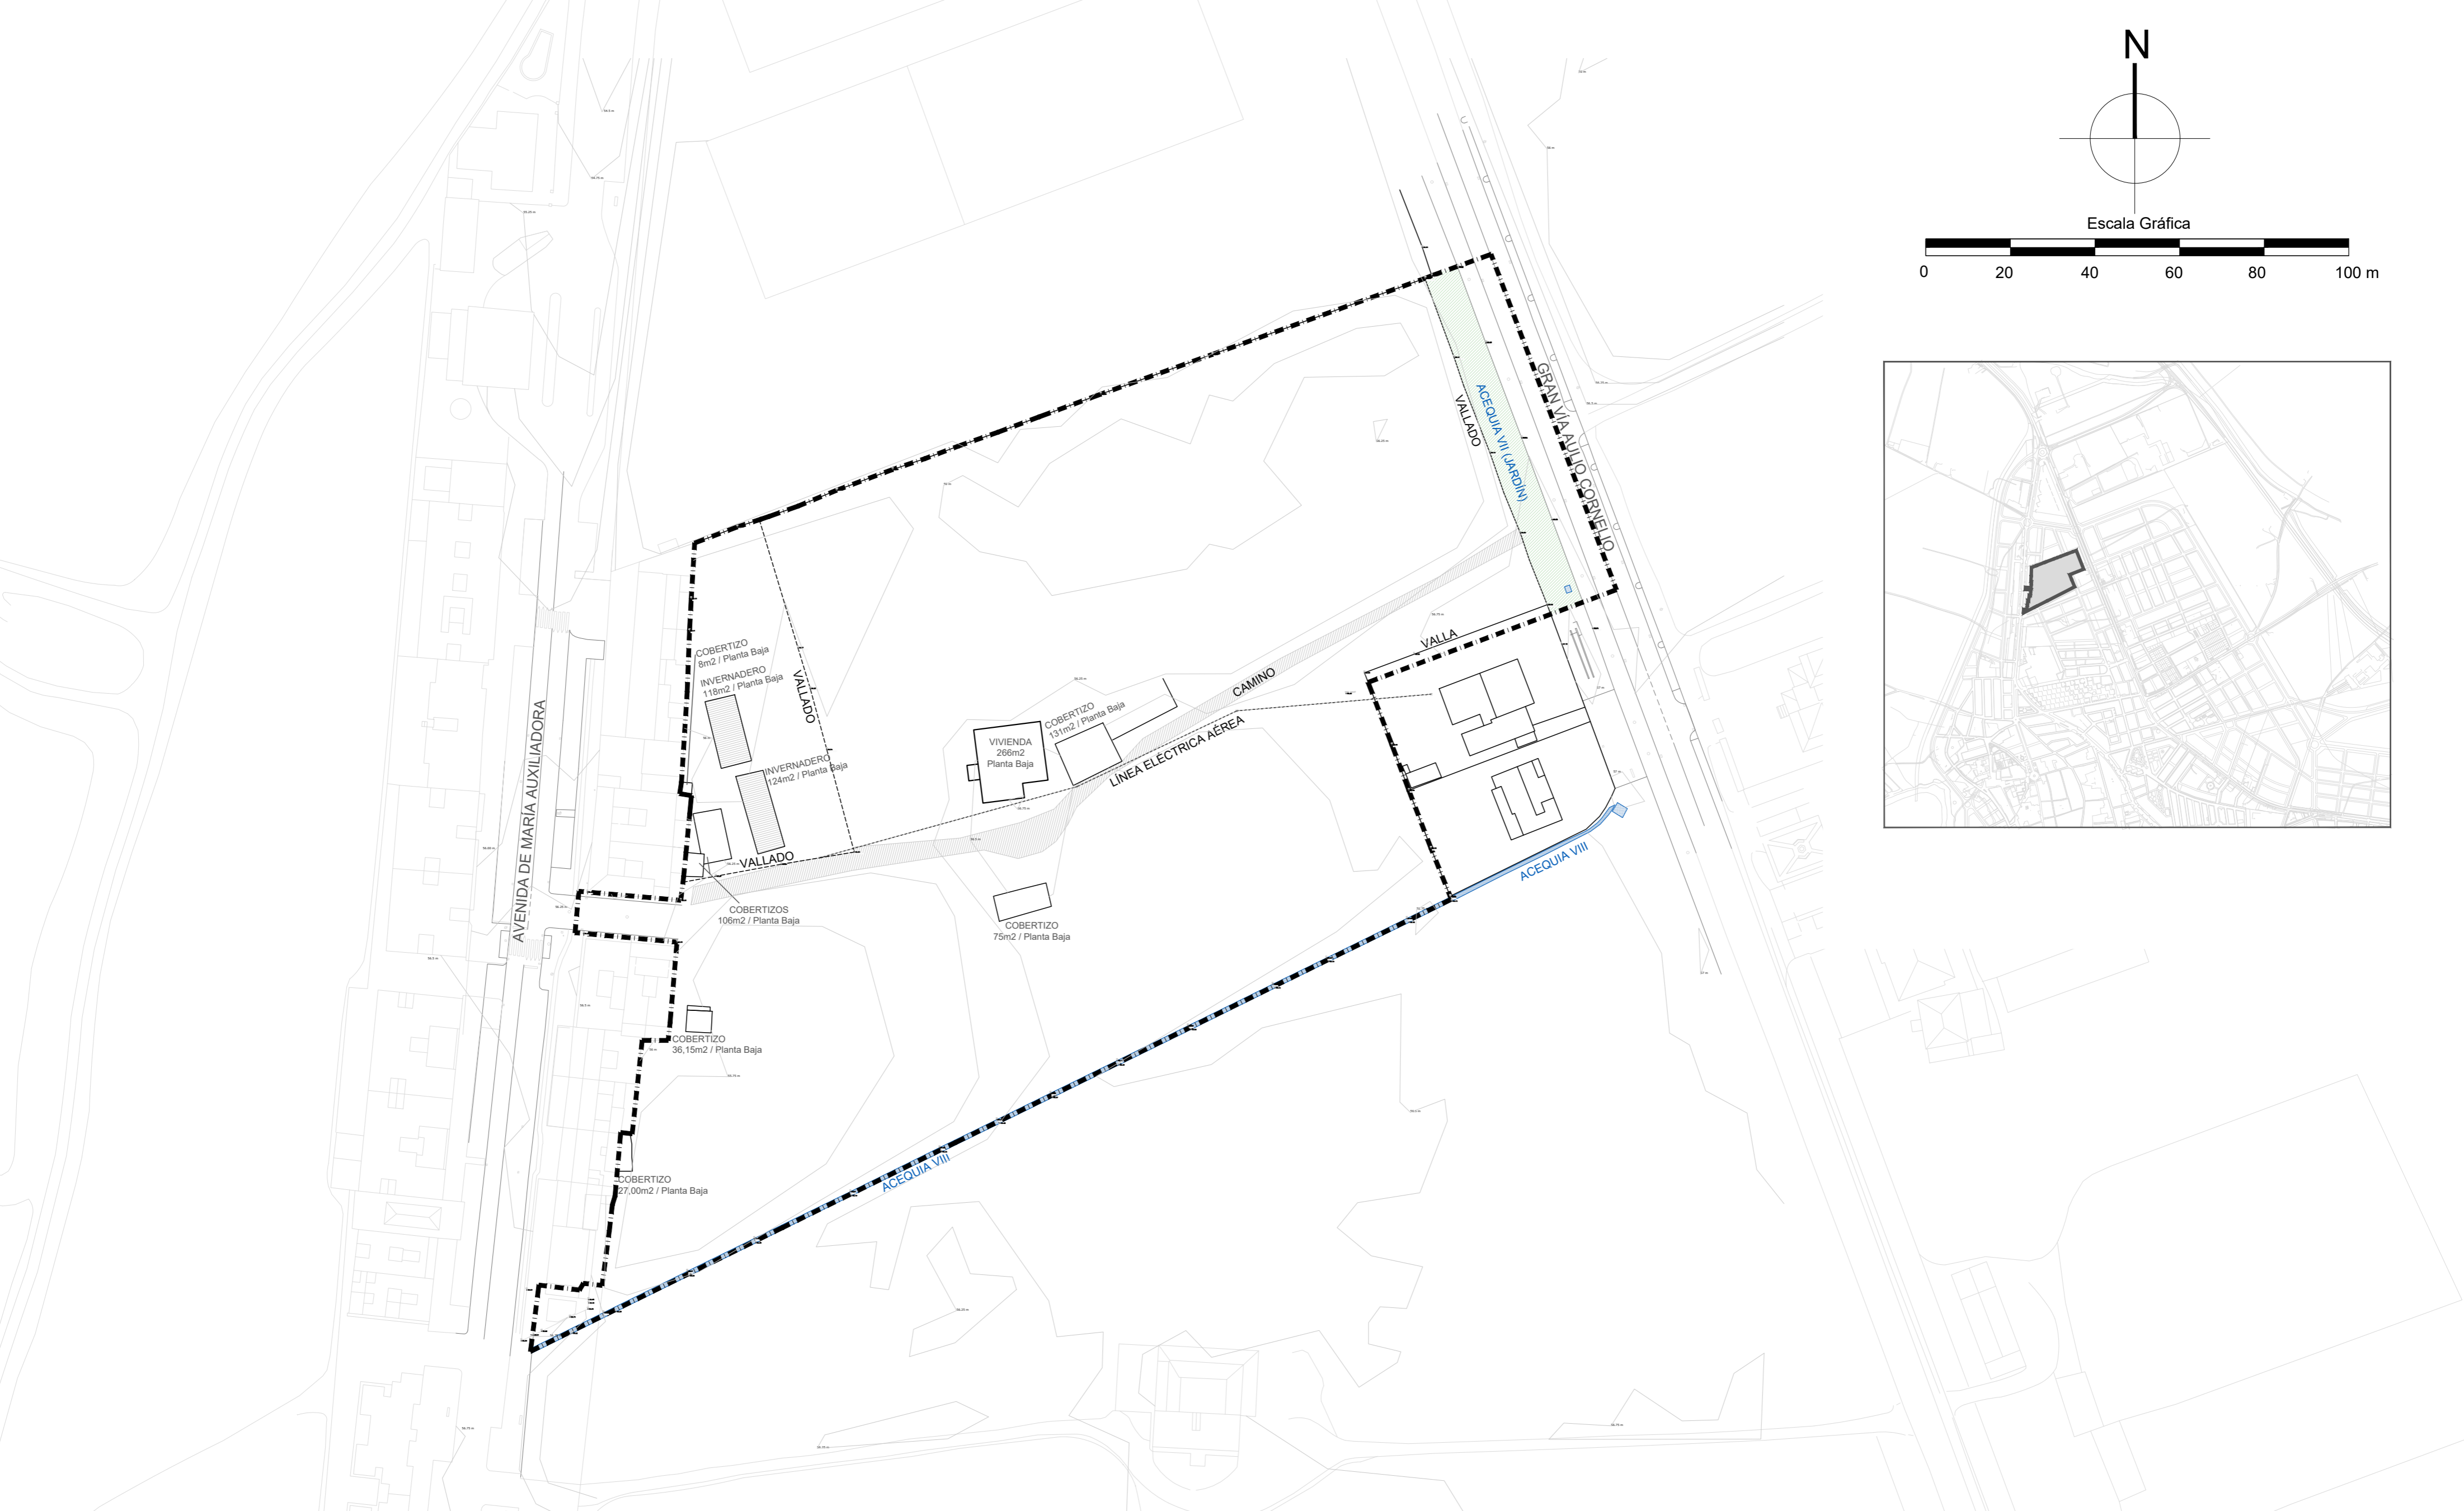 N
Escala Gráfica
0 20 40 60 80 100 m
GRAN VÍA AULIO CORNELIO
ACEQUIA VII (JARDÍN)
VALLADO
VALLA
CAMINO
LÍNEA ELÉCTRICA AÉREA
COBERTIZO
8m2 / Planta Baja
INVERNADERO
118m2 / Planta Baja
VALLADO
INVERNADERO
124m2 / Planta Baja
VIVIENDA
266m2
Planta Baja
COBERTIZO
131m2 / Planta Baja
AVENIDA DE MARÍA AUXILIADORA
VALLADO
COBERTIZOS
106m2 / Planta Baja
COBERTIZO
75m2 / Planta Baja
ACEQUIA VIII
COBERTIZO
36,15m2 / Planta Baja
COBERTIZO
27,00m2 / Planta Baja
ACEQUIA VIII